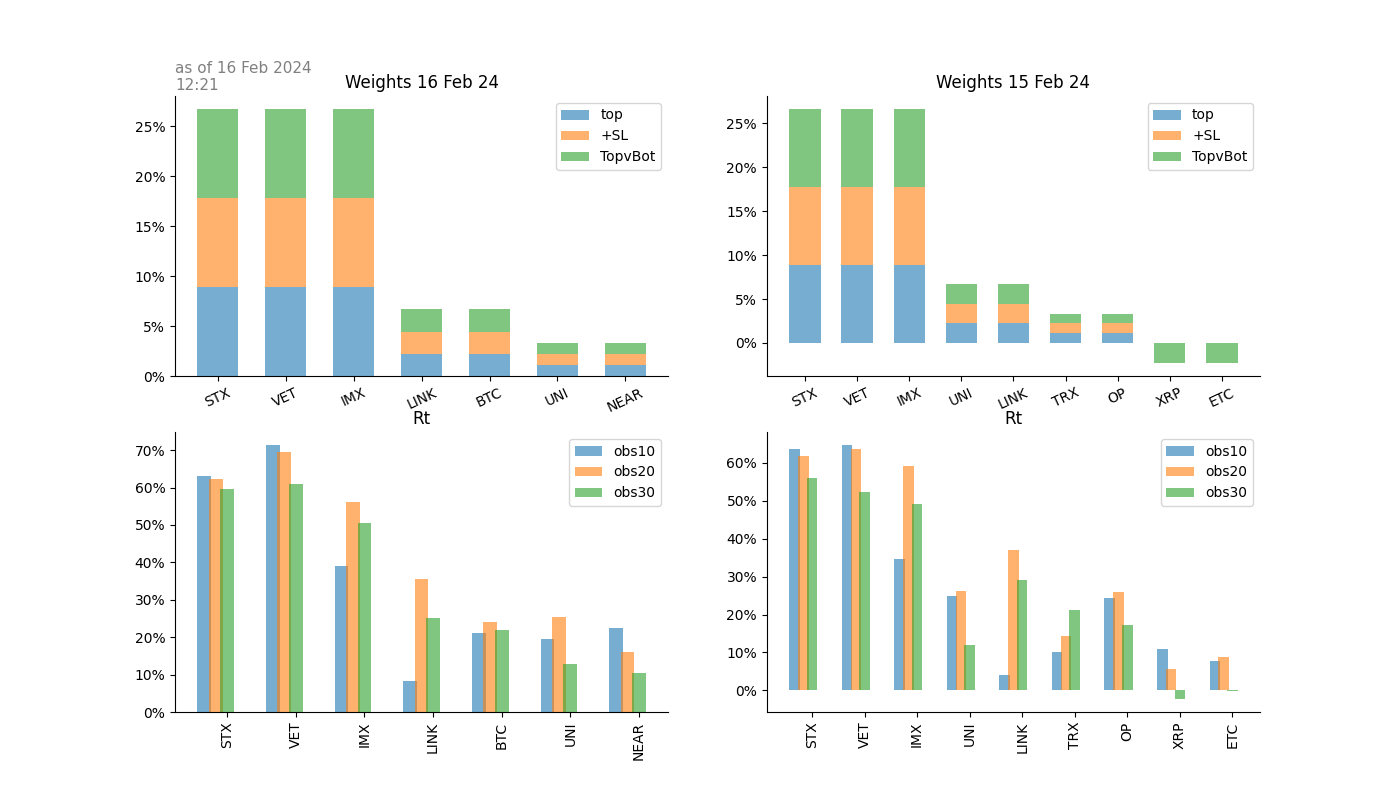 as of 16 Feb 2024
12:21
Weights 16 Feb 24
25%
20%
15%
10%
5%
0%
top
+SL
TopvBot
STX
VET
IMX
LINK
BTC
UNI
NEAR
Weights 15 Feb 24
25%
20%
15%
10%
5%
0%
top
+SL
TopvBot
STX
VET
IMX
UNI
LINK
TRX
OP
XRP
ETC
Rt
70%
60%
50%
40%
30%
20%
10%
0%
obs10
obs20
obs30
STX
VET
IMX
LINK
BTC
UNI
NEAR
Rt
60%
50%
40%
30%
20%
10%
0%
obs10
obs20
obs30
STX
VET
IMX
UNI
LINK
TRX
OP
XRP
ETC